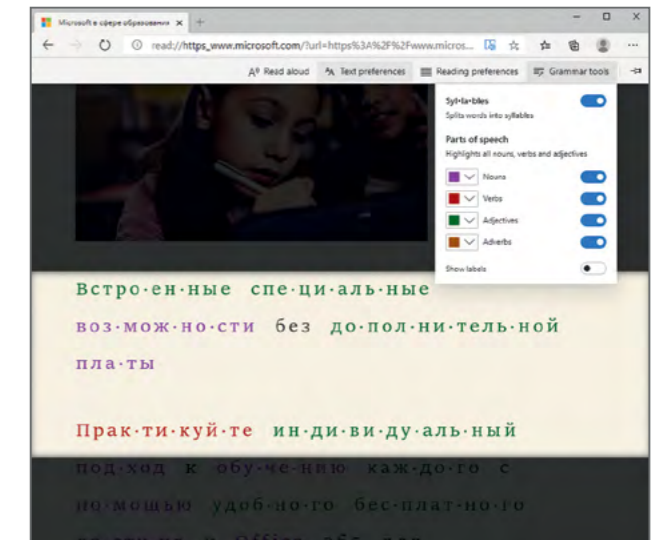 Microsoft в сфере образования
read://https_www.microsoft.com/?url=https%3A%2F%2Fwww.micros...
Read aloud Text preferences Reading preferences Grammar tools
Syl•la•bles
Splits words into syllables
Parts of speech
Highlights all nouns, verbs and adjectives
Nouns
Verbs
Adjectives
Adverbs
Show labels
Встро·ен·ные спе·ци·аль·ные
воз·мож·но·сти без до·пол·ни·тель·ной
пла·ты
Прак·ти·куй·те ин·ди·ви·ду·аль·ный
под·ход к обу·че·нию каж·до·го с
по·мощью удоб·но·го бес·плат·но·го